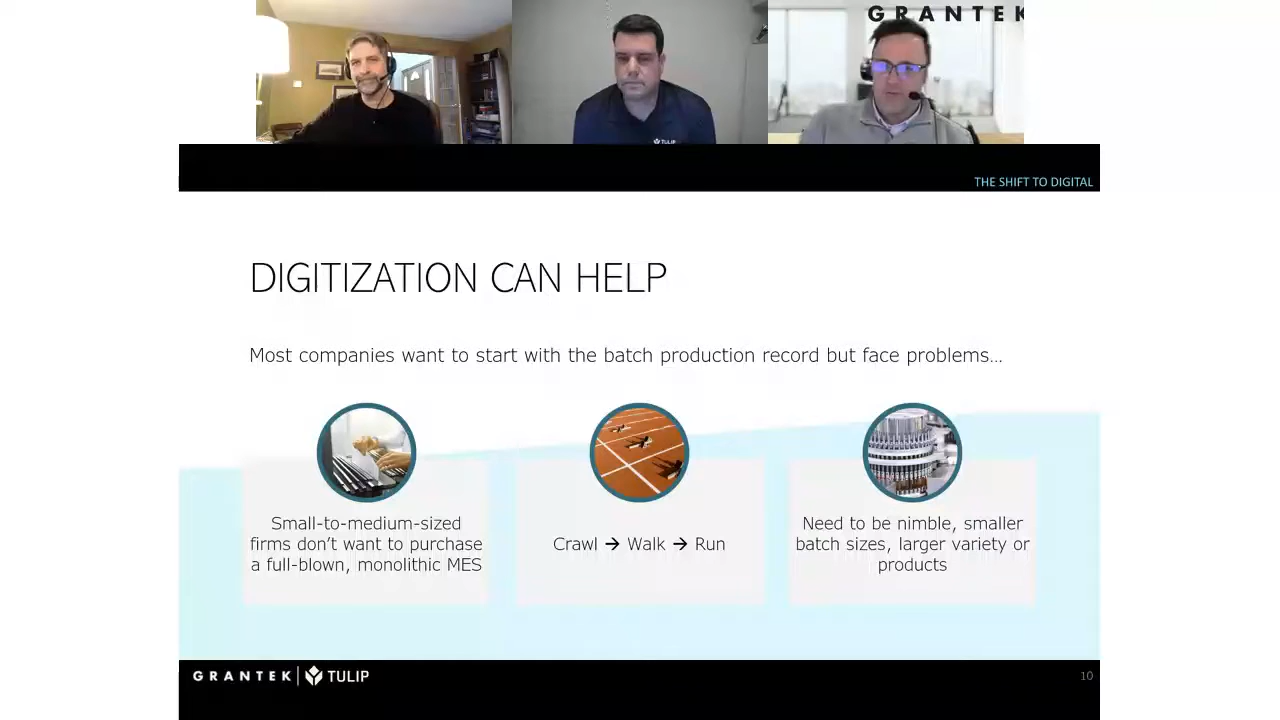 GRANTEK
TULIP
THE SHIFT TO DIGITAL
DIGITIZATION CAN HELP
Most companies want to start with the batch production record but face problems...
Small-to-medium-sized
firms don't want to purchase
a full-blown, monolithic MES
Crawl → Walk → Run
Need to be nimble, smaller
batch sizes, larger variety or
products
GRANTEK | TULIP
10